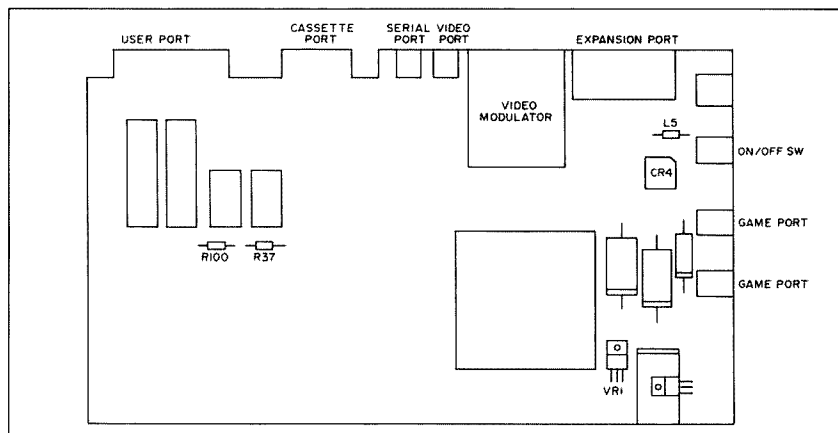 USER PORT
CASSETTE
PORT
SERIAL VIDEO
PORT PORT
EXPANSION PORT
VIDEO
MODULATOR
L5
ON/OFF SW
CR4
GAME PORT
R100 R37
GAME PORT
VR1